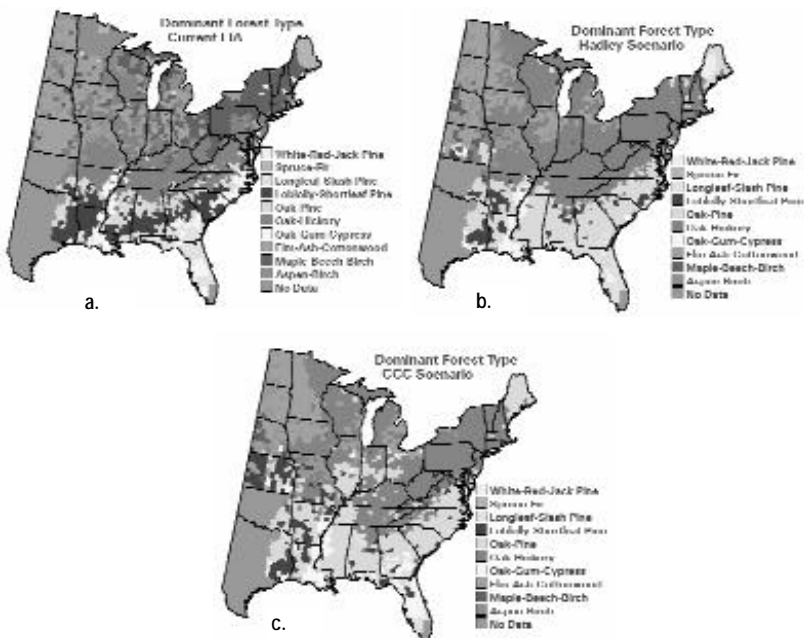 Dominant Forest Type
Current FIA
White-Red-Jack Pine
Spruce-Fir
Longleaf-Slash Pine
Loblolly-Shortleaf Pine
Oak-Pine
Oak-Hickory
Oak-Gum-Cypress
Elm-Ash-Cottonwood
Maple-Beech-Birch
Aspen-Birch
No Data
a.
Dominant Forest Type
Hadley Scenario
White-Red-Jack Pine
Spruce-Fir
Longleaf-Slash Pine
Loblolly-Shortleaf Pine
Oak-Pine
Oak-Hickory
Oak-Gum-Cypress
Elm-Ash-Cottonwood
Maple-Beech-Birch
Aspen-Birch
No Data
b.
Dominant Forest Type
CCC Scenario
White-Red-Jack Pine
Spruce-Fir
Longleaf-Slash Pine
Loblolly-Shortleaf Pine
Oak-Pine
Oak-Hickory
Oak-Gum-Cypress
Elm-Ash-Cottonwood
Maple-Beech-Birch
Aspen-Birch
No Data
c.